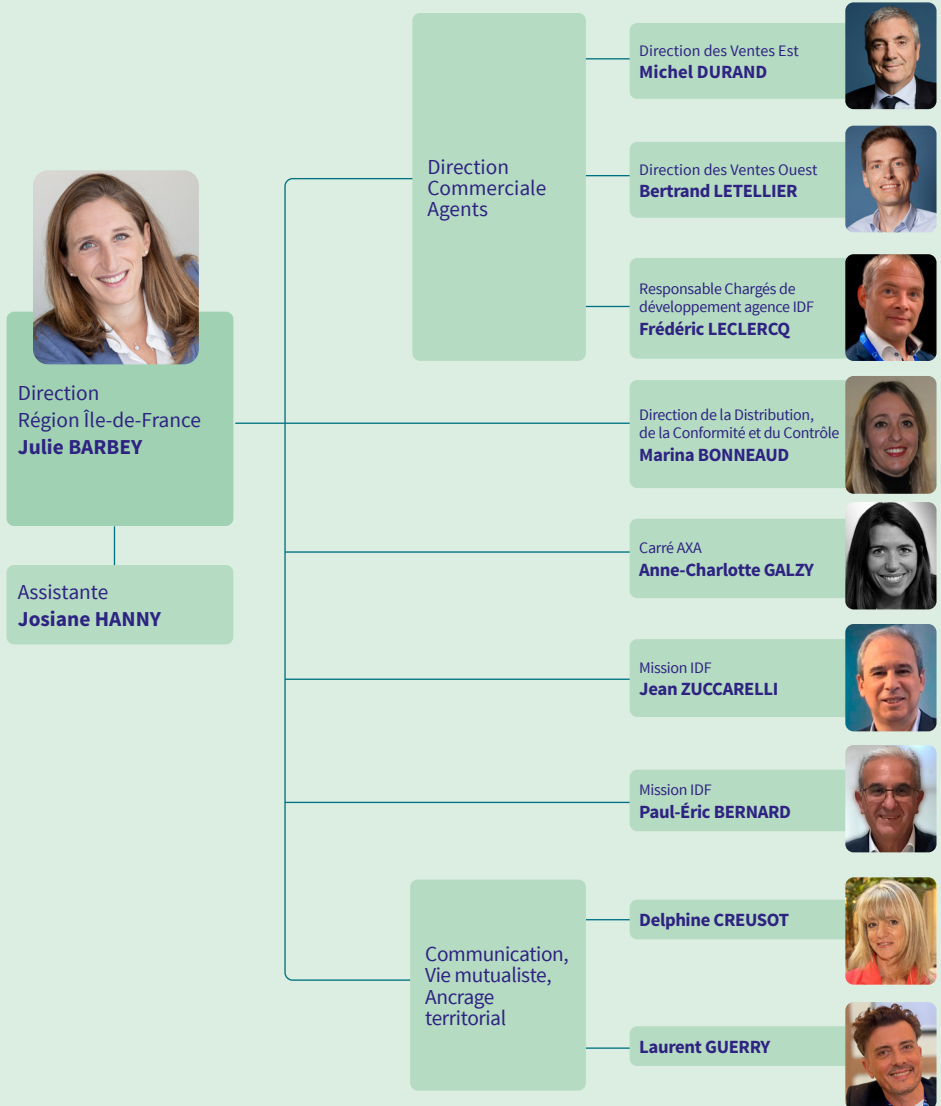 Direction
Région Île-de-France
Julie BARBEY
Assistante
Josiane HANNY
Direction
Commerciale
Agents
Direction des Ventes Est
Michel DURAND
Direction des Ventes Ouest
Bertrand LETELLIER
Responsable Chargés de
développement agence IDF
Frédéric LECLERCQ
Direction de la Distribution,
de la Conformité et du Contrôle
Marina BONNEAUD
Carré AXA
Anne-Charlotte GALZY
Mission IDF
Jean ZUCCARELLI
Mission IDF
Paul-Éric BERNARD
Communication,
Vie mutualiste,
Ancrage
territorial
Delphine CREUSOT
Laurent GUERRY